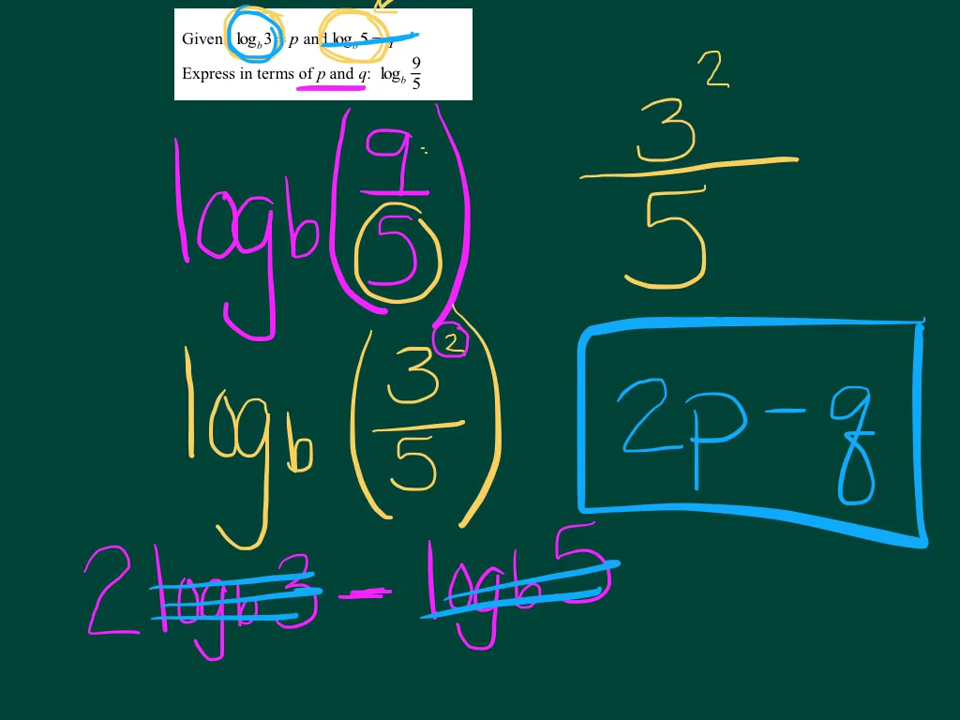 Given log_b 3 = p and log_b 5 = q
Express in terms of p and q: log_b 9/5
log_b (9/5)
3^2/5
log_b (3^2/5)
2p - q
2 log_b 3 - log_b 5